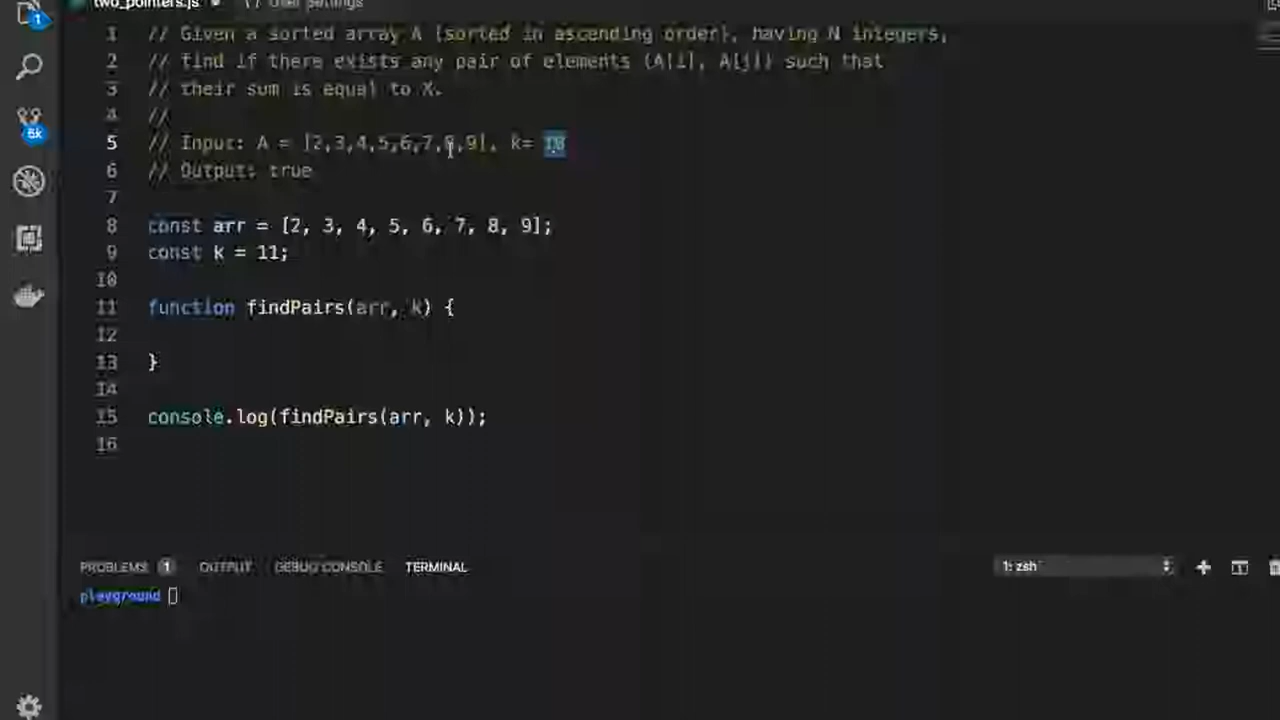 two_pointers.js User Settings
1
5k
1 // Given a sorted array A (sorted in ascending order), having N integers,
2 // find if there exists any pair of elements (A[i], A[j]) such that
3 // their sum is equal to X.
4 //
5 // Input: A = [2,3,4,5,6,7,8,9], k=
6 // Output: true
7
8 const arr = [2, 3, 4, 5, 6, 7, 8, 9];
9 const k = 11;
10
11 function findPairs(arr, k) {
12
13 }
14
15 console.log(findPairs(arr, k));
16
PROBLEMS 1 OUTPUT DEBUG CONSOLE TERMINAL 1: zsh
playground